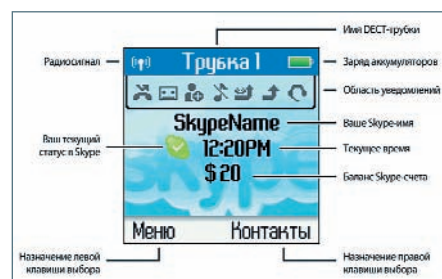 Имя DECT-трубки
Радиосигнал
Трубка 1
Заряд аккумуляторов
Область уведомлений
SkypeName
Ваше Skype-имя
Ваш текущий
статус в Skype
12:20PM
Текущее время
$20
Баланс Skype-счета
Меню
Контакты
Назначение левой
клавиши выбора
Назначение правой
клавиши выбора